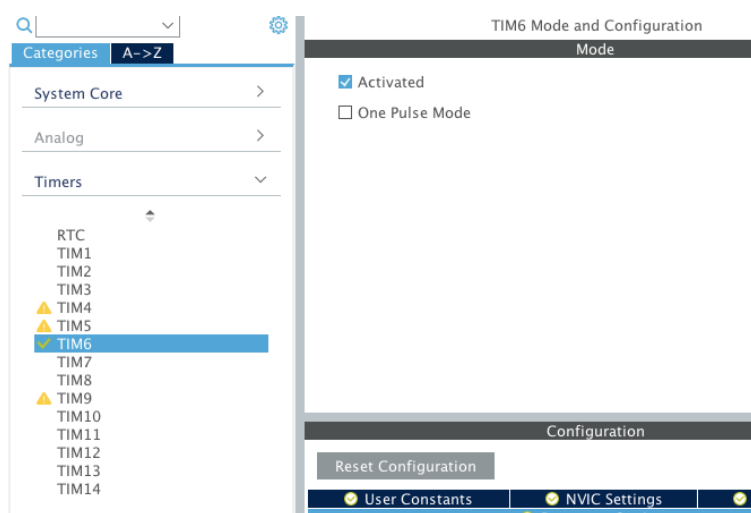 Categories A->Z
System Core
Analog
Timers
RTC
TIM1
TIM2
TIM3
TIM4
TIM5
TIM6
TIM7
TIM8
TIM9
TIM10
TIM11
TIM12
TIM13
TIM14
TIM6 Mode and Configuration
Mode
Activated
One Pulse Mode
Configuration
Reset Configuration
User Constants NVIC Settings